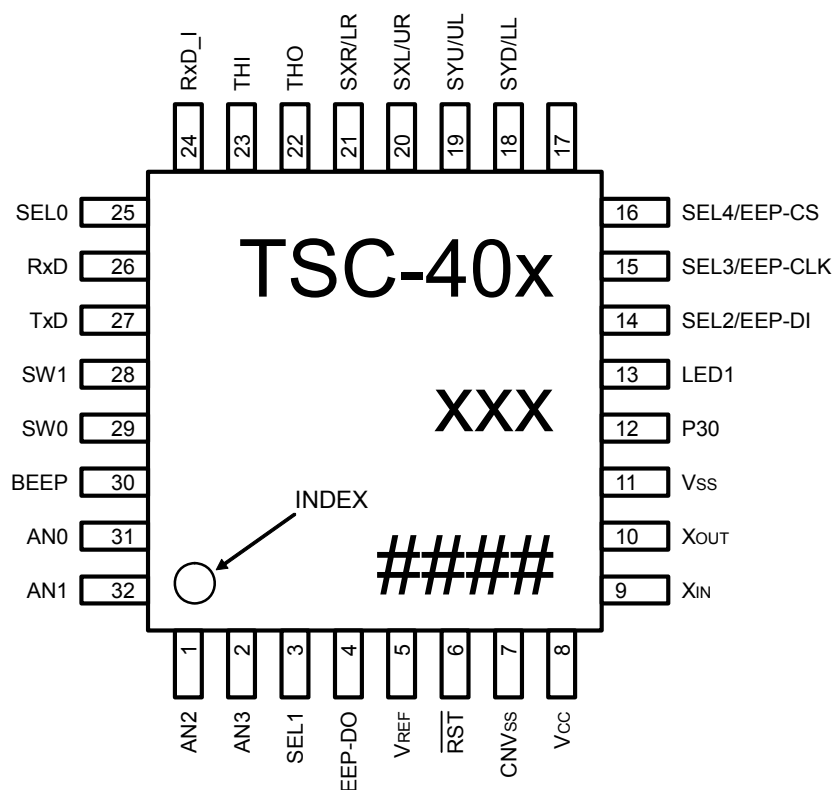 RxD_I
THI
THO
SXR/LR
SXL/UR
SYU/UL
SYD/LL
24
23
22
21
20
19
18
17
SEL0 25
RxD 26
TxD 27
SW1 28
SW0 29
BEEP 30
AN0 31
AN1 32
TSC-40x
xxx
INDEX
####
16 SEL4/EEP-CS
15 SEL3/EEP-CLK
14 SEL2/EEP-DI
13 LED1
12 P30
11 Vss
10 XOUT
9 XIN
1
2
3
4
5
6
7
8
AN2
AN3
SEL1
EEP-DO
VREF
RST
CNVss
Vcc